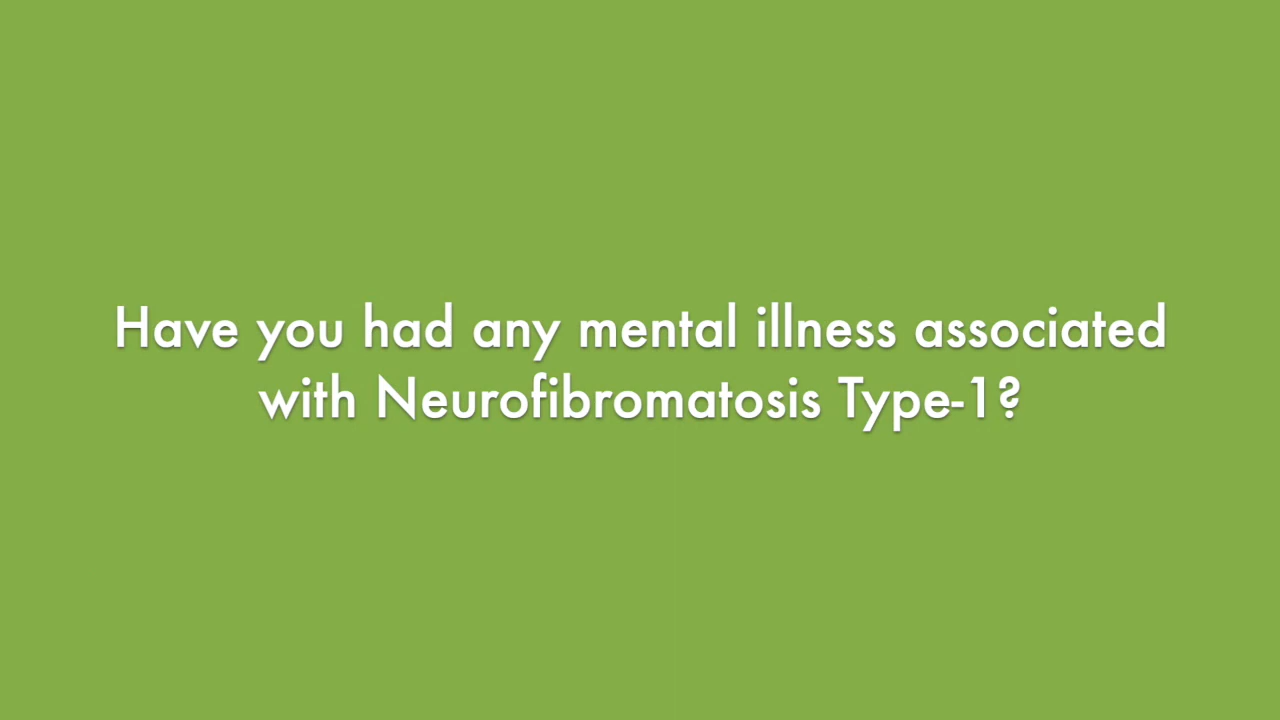 Have you had any mental illness associated
with Neurofibromatosis Type-1?